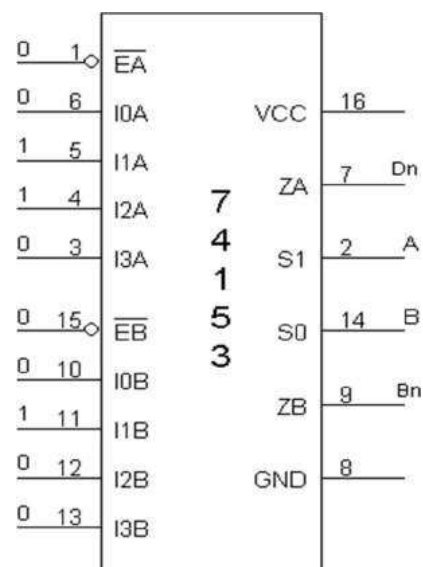 0 1 EA
0 6 I0A
1 5 I1A
1 4 I2A
0 3 I3A
0 15 EB
0 10 I0B
1 11 I1B
0 12 I2B
0 13 I3B
7
4
1
5
3
VCC 16
ZA 7 Dn
S1 2 A
S0 14 B
ZB 9 Bn
GND 8